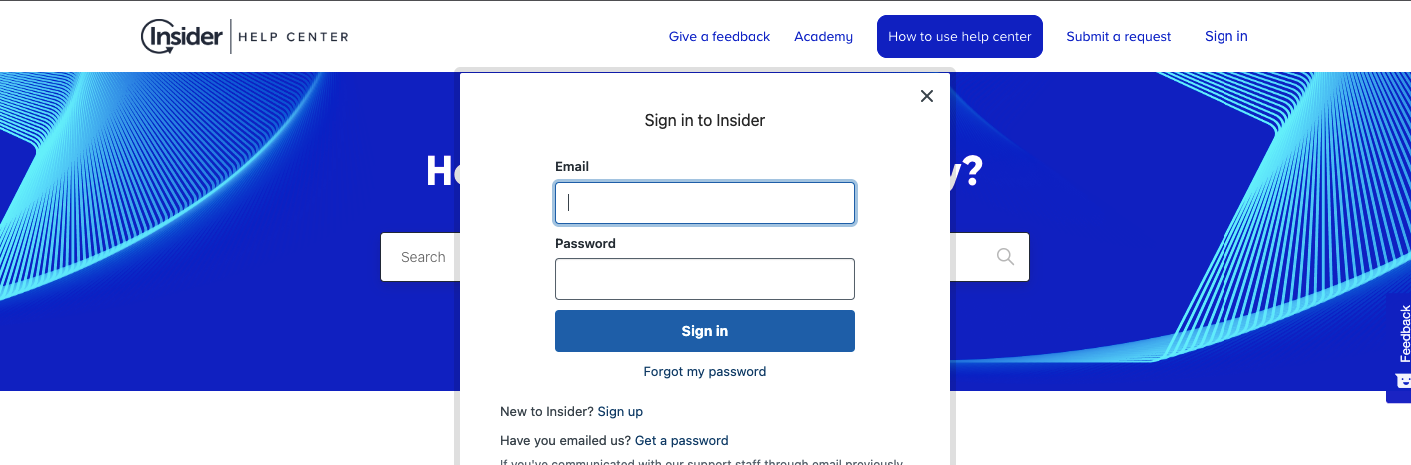 Insider HELP CENTER
Give a feedback Academy How to use help center Submit a request Sign in
Sign in to Insider
Email
Password
Search
Sign in
Forgot my password
New to Insider? Sign up
Have you emailed us? Get a password
If you've communicated with our support staff through email previously
Feedback